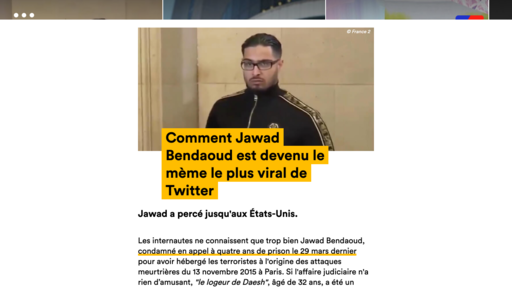 © France 2
Comment Jawad
Bendaoud est devenu le
mème le plus viral de
Twitter
Jawad a percé jusqu'aux États-Unis.
Les internautes ne connaissent que trop bien Jawad Bendaoud,
condamné en appel à quatre ans de prison le 29 mars dernier
pour avoir hébergé les terroristes à l'origine des attaques
meurtrières du 13 novembre 2015 à Paris. Si l'affaire judiciaire n'a
rien d'amusant, "le logeur de Daesh", âgé de 32 ans, a été un